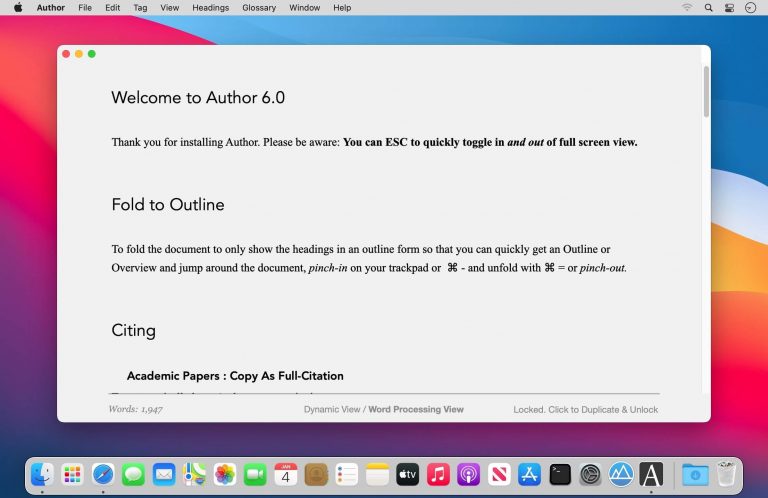 Author File Edit Tag View Headings Glossary Window Help
Welcome to Author 6.0
Thank you for installing Author. Please be aware: You can ESC to quickly toggle in and out of full screen view.
Fold to Outline
To fold the document to only show the headings in an outline form so that you can quickly get an Outline or
Overview and jump around the document, pinch-in on your trackpad or ⌘ - and unfold with ⌘ = or pinch-out.
Citing
Academic Papers : Copy As Full-Citation
Words: 1,947 Dynamic View / Word Processing View Locked. Click to Duplicate & Unlock
JAN
4
tv
A